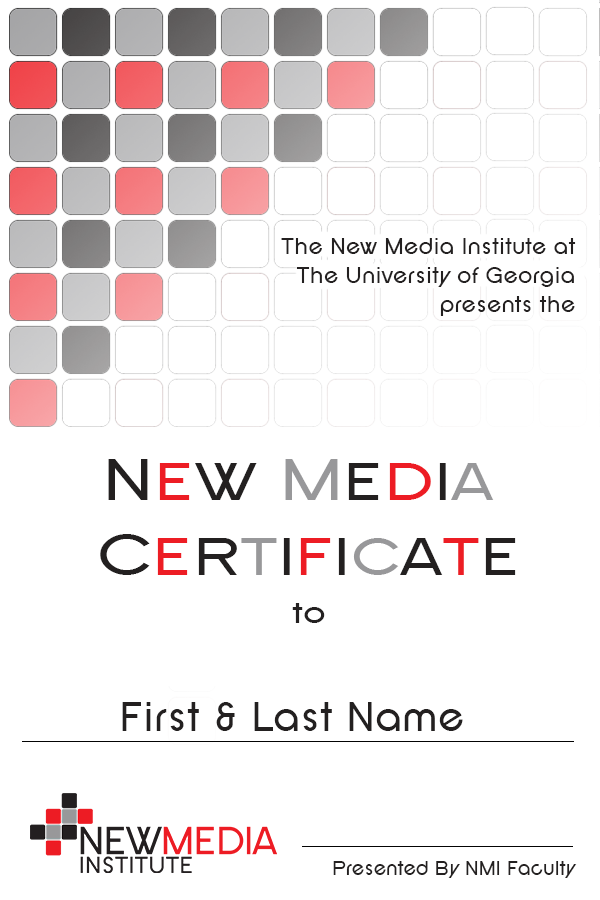 The New Media Institute at
The University of Georgia
presents the
New Media
Certificate
to
First & Last Name
NEWMEDIA
INSTITUTE
Presented By NMI Faculty